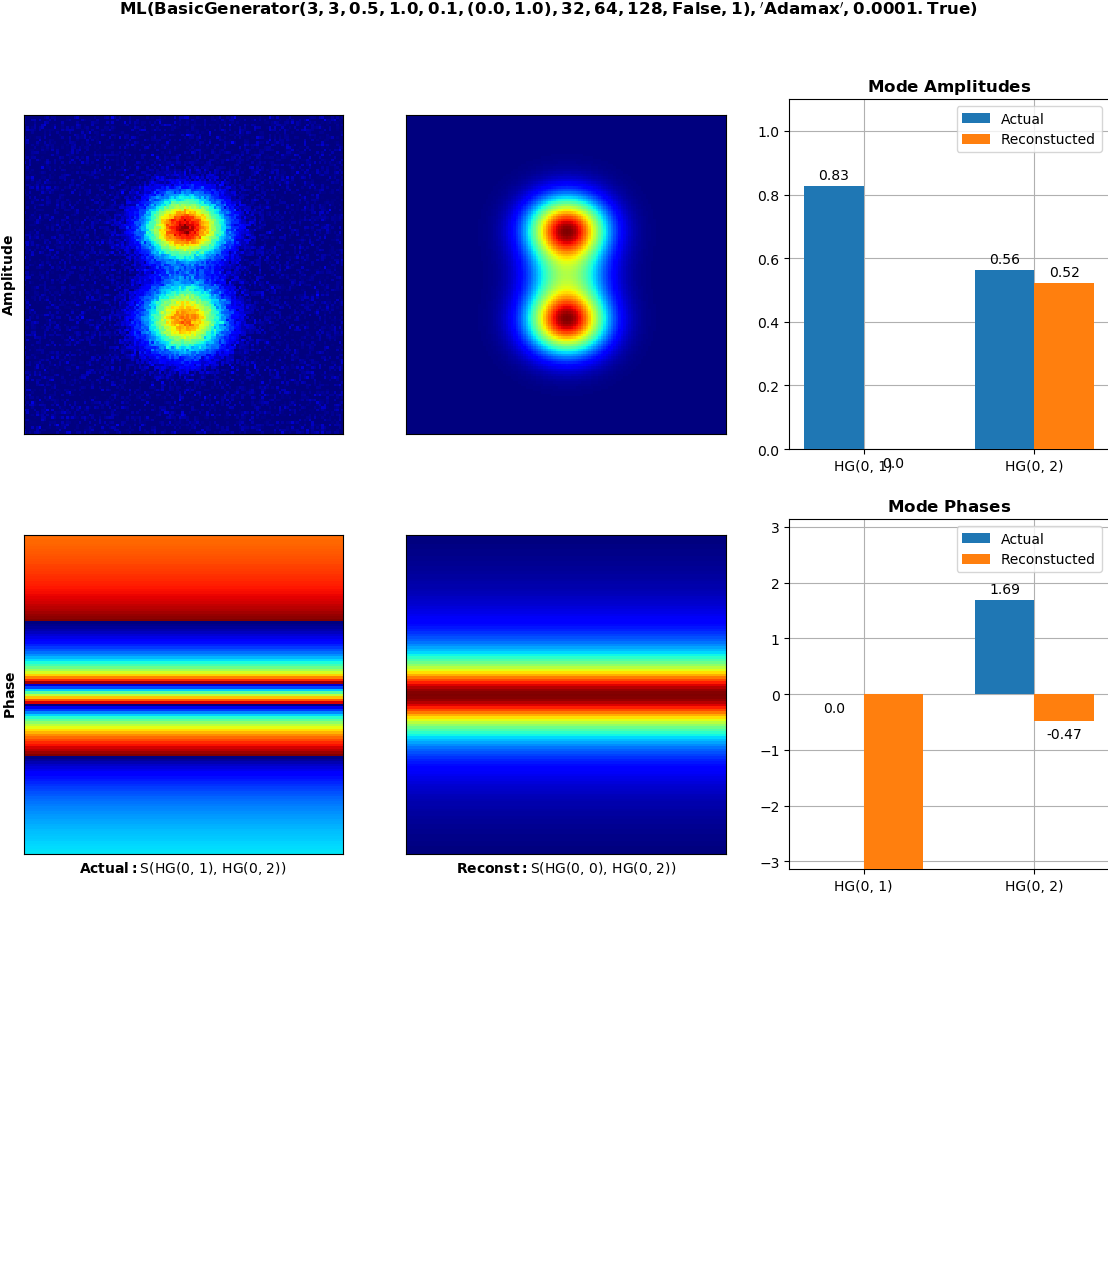 ML(BasicGenerator(3, 3, 0.5, 1.0, 0.1, (0.0, 1.0), 32, 64, 128, False, 1), 'Adamax', 0.0001. True)
Mode Amplitudes
Actual
Reconstucted
1.0
0.8
0.6
0.4
0.2
0.0
0.83
0.0
0.56
0.52
HG(0, 1)
HG(0, 2)
Amplitude
Mode Phases
Actual
Reconstucted
3
2
1
0
−1
−2
−3
0.0
1.69
-0.47
HG(0, 1)
HG(0, 2)
Phase
Actual: S(HG(0, 1), HG(0, 2))
Reconst: S(HG(0, 0), HG(0, 2))